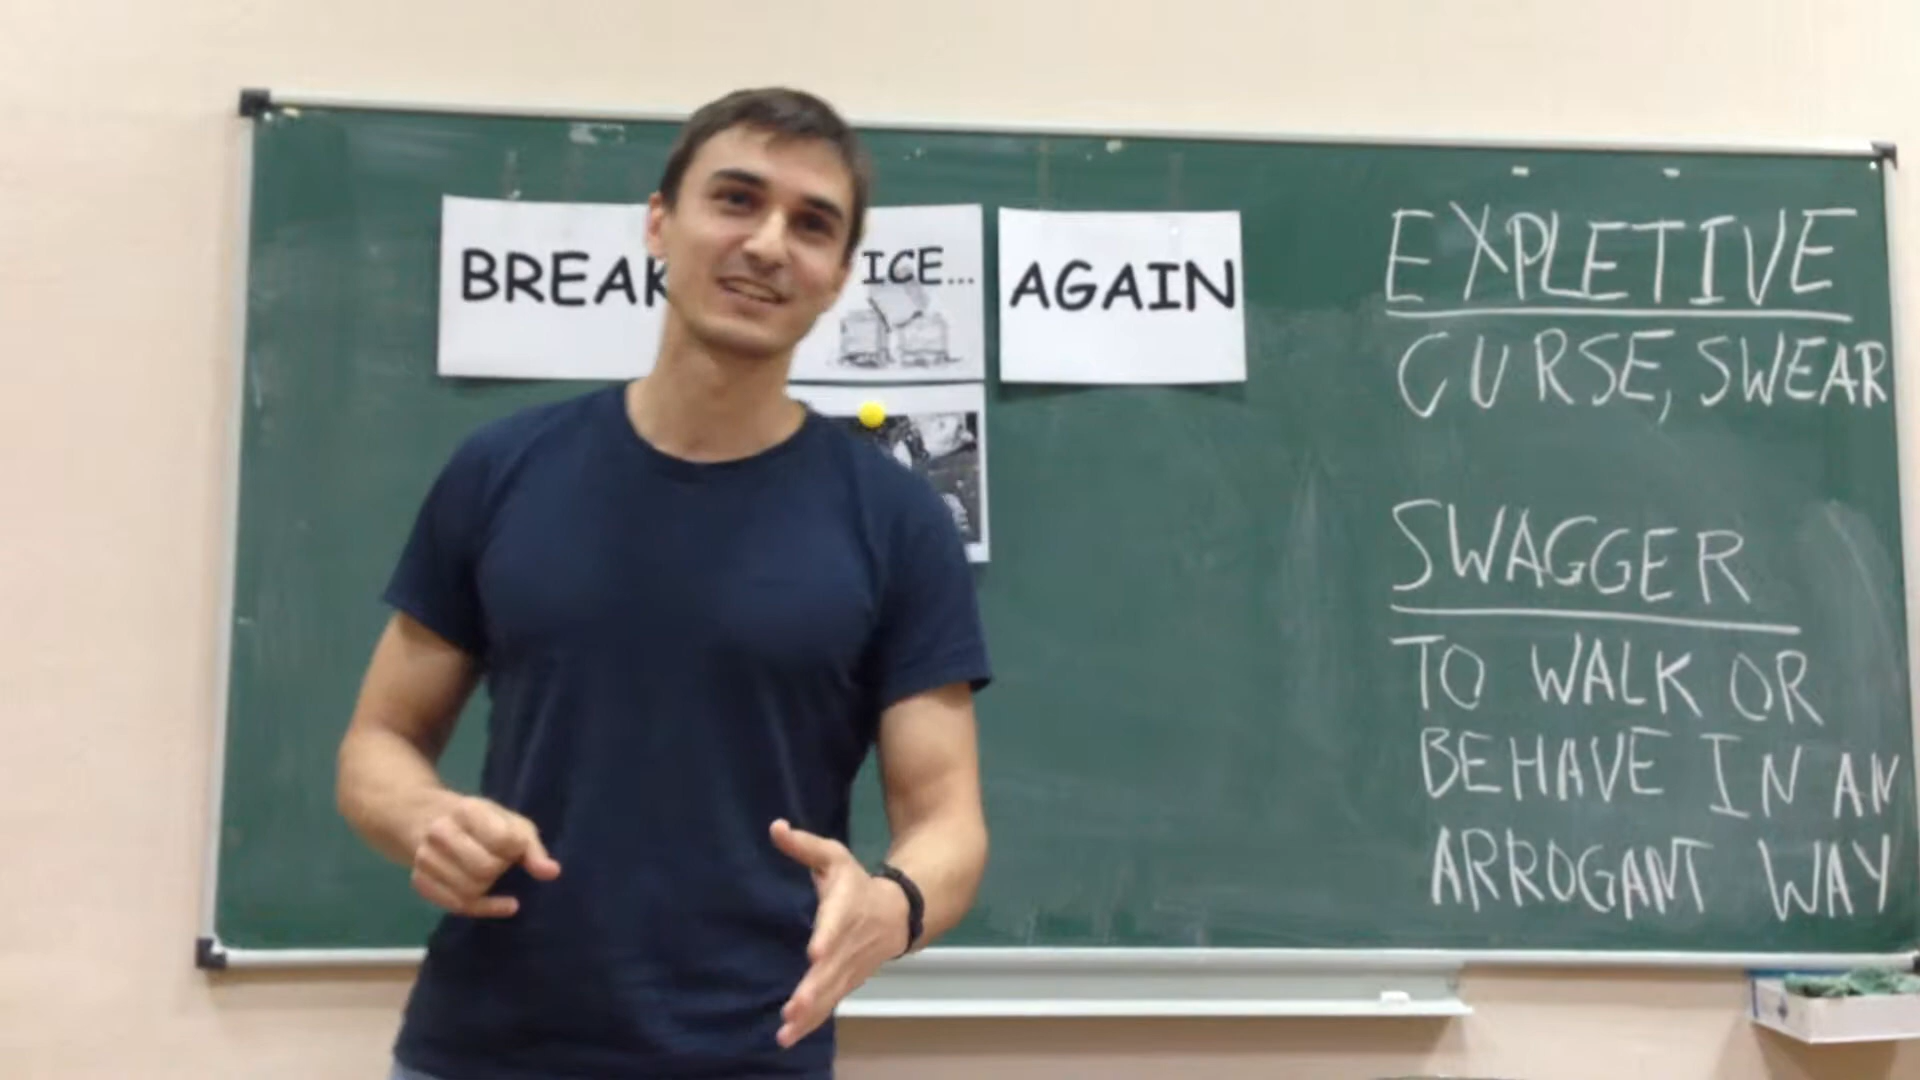 BREAK
ICE...
AGAIN
EXPLETIVE
CURSE, SWEAR
SWAGGER
TO WALK OR
BEHAVE IN AN
ARROGANT WAY